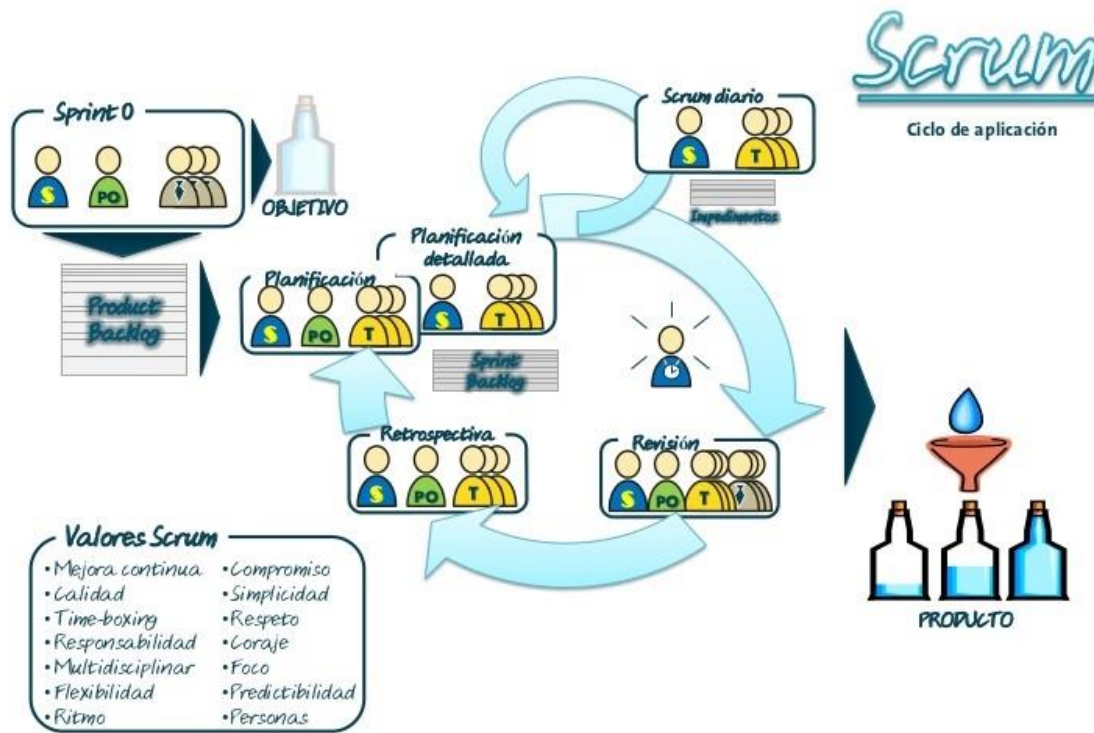 Scrum
Ciclo de aplicación
Sprint 0
S
PO
OBJETIVO
Scrum diario
S
T
Impedimentos
Product
Backlog
Planificación
S
PO
T
Planificación
detallada
S
T
Sprint
Backlog
Retrospectiva
S
PO
T
Revisión
S
PO
T
PRODUCTO
Valores Scrum
• Mejora continua
• Calidad
• Time-boxing
• Responsabilidad
• Multidisciplinar
• Flexibilidad
• Ritmo
• Compromiso
• Simplicidad
• Respeto
• Coraje
• Foco
• Predictibilidad
• Personas